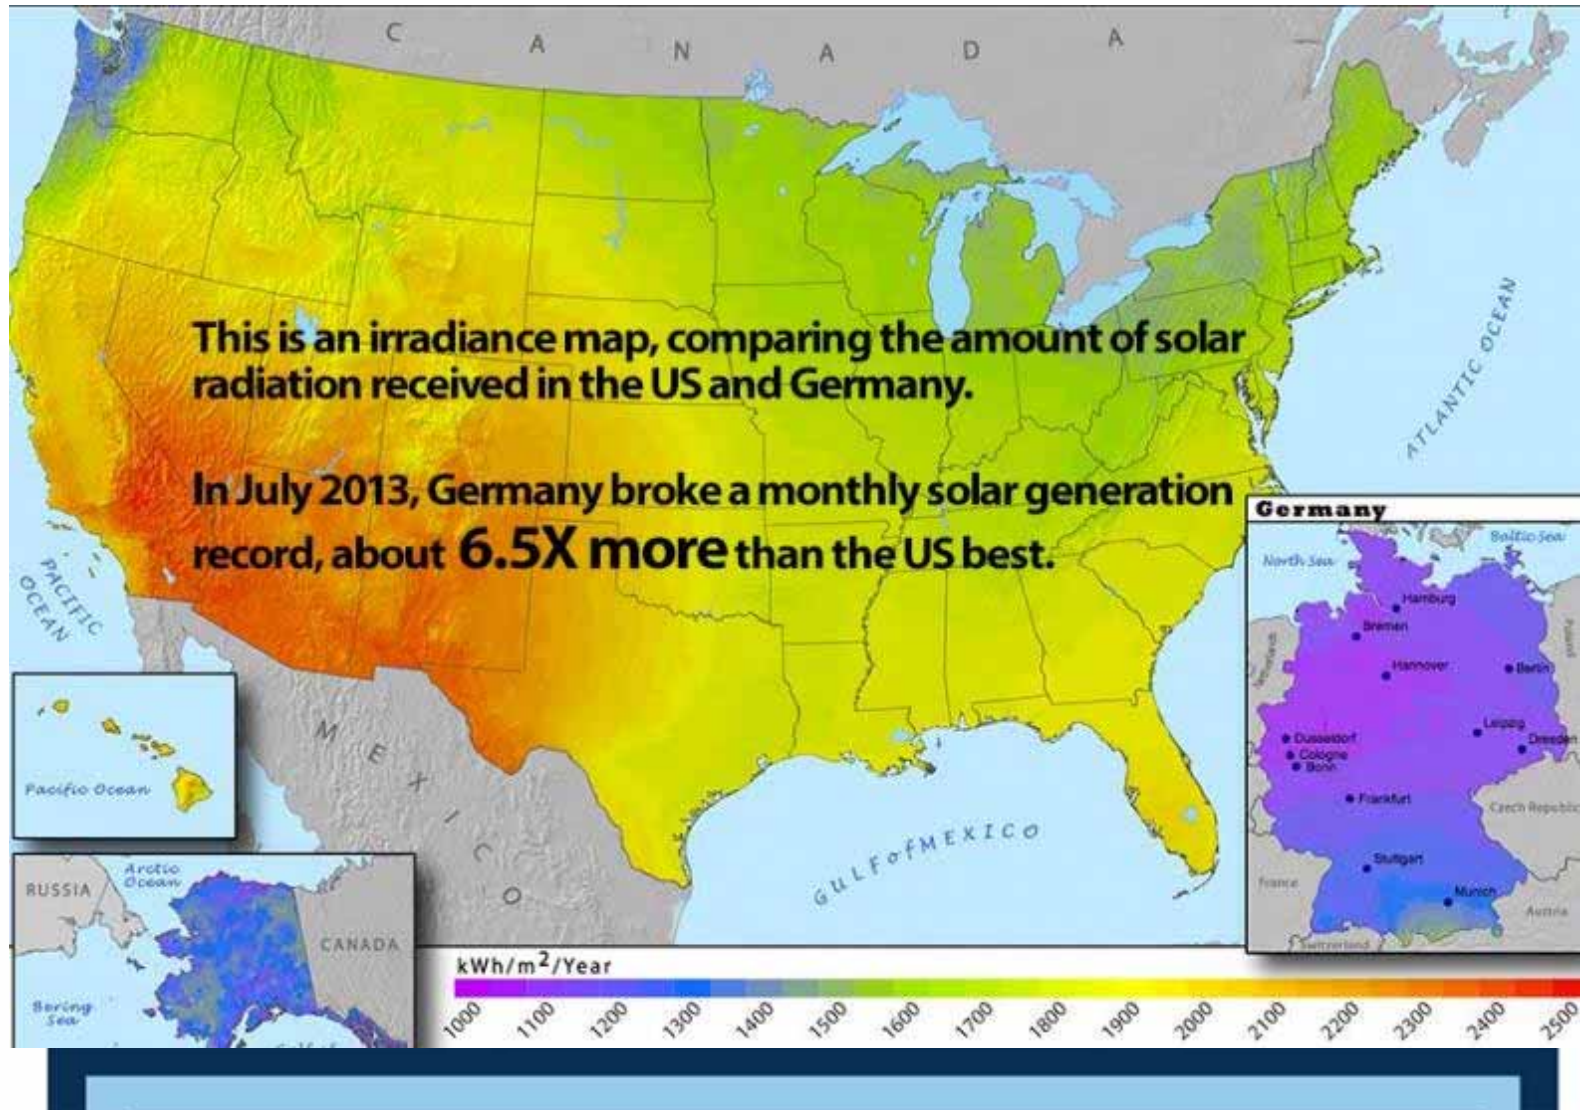 C A N A D A
This is an irradiance map, comparing the amount of solar
radiation received in the US and Germany.
In July 2013, Germany broke a monthly solar generation
record, about 6.5X more than the US best.
ATLANTIC OCEAN
PACIFIC
OCEAN
MEXICO
GULF of MEXICO
Pacific Ocean
Arctic
Ocean
RUSSIA
CANADA
Bering
Sea
Gulf of
Germany
Baltic Sea
North Sea
Hamburg
Bremen
Netherlands
Poland
Hannover
Berlin
Leipzig
Dusseldorf
Dresden
Cologne
Bonn
Frankfurt
Czech Republic
Stuttgart
France
Munich
Austria
Switzerland
kWh/m²/Year
1000 1100 1200 1300 1400 1500 1600 1700 1800 1900 2000 2100 2200 2300 2400 2500